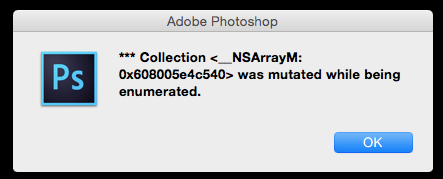 Adobe Photoshop
Ps
*** Collection <__NSArrayM:
0x608005e4c540> was mutated while being
enumerated.
OK